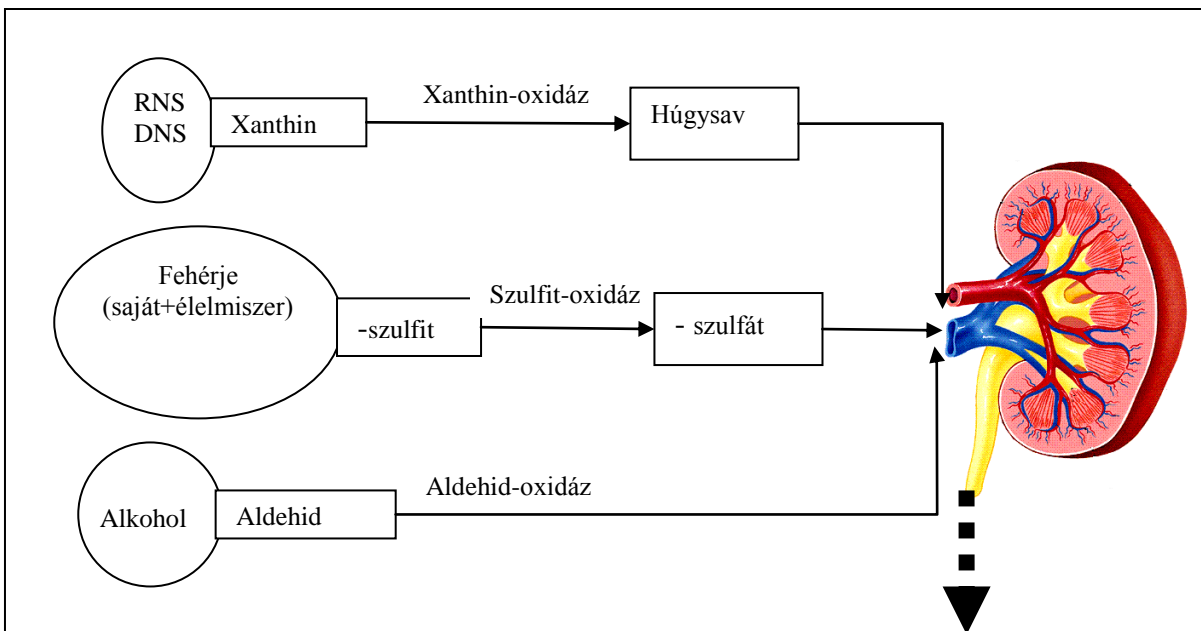 RNS
DNS
Xanthin
Xanthin-oxidáz
Húgysav
Fehérje
(saját+élelmiszer)
-szulfit
Szulfit-oxidáz
- szulfát
Alkohol
Aldehid
Aldehid-oxidáz